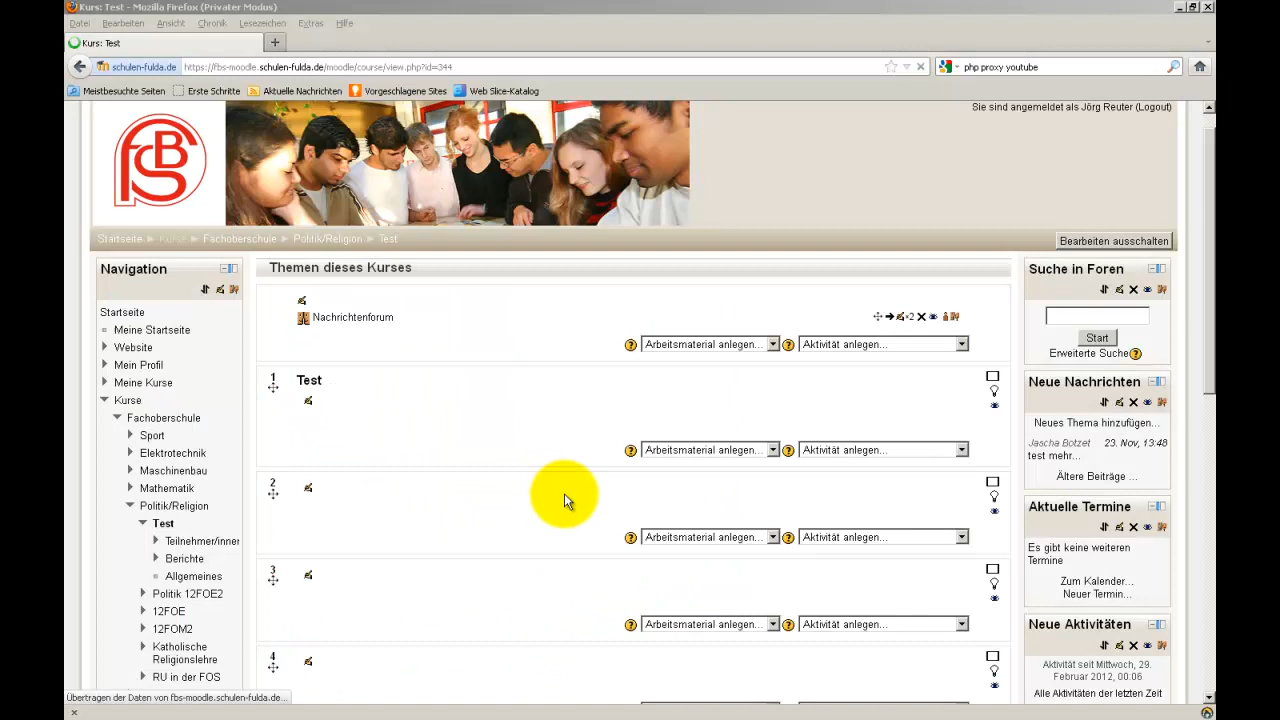 Kurs: Test - Mozilla Firefox (Privater Modus)
Datei Bearbeiten Ansicht Chronik Lesezeichen Extras Hilfe
Kurs: Test
schulen-fulda.de https://fbs-moodle.schulen-fulda.de/moodle/course/view.php?id=344 php proxy youtube
Meistbesuchte Seiten Erste Schritte Aktuelle Nachrichten Vorgeschlagene Sites Web Slice-Katalog
Sie sind angemeldet als Jörg Reuter (Logout)
Startseite Kurse Fachoberschule Politik/Religion Test
Bearbeiten ausschalten
Navigation
Startseite
Meine Startseite
Website
Mein Profil
Meine Kurse
Kurse
Fachoberschule
Sport
Elektrotechnik
Maschinenbau
Mathematik
Politik/Religion
Test
Teilnehmer/inner
Berichte
Allgemeines
Politik 12FOE2
12FOE
12FOM2
Katholische
Religionslehre
RU in der FOS
Themen dieses Kurses
Nachrichtenforum
×2
Arbeitsmaterial anlegen... Aktivität anlegen...
1 Test
Arbeitsmaterial anlegen... Aktivität anlegen...
2
Arbeitsmaterial anlegen... Aktivität anlegen...
3
Arbeitsmaterial anlegen... Aktivität anlegen...
4
Suche in Foren
Start
Erweiterte Suche
Neue Nachrichten
Neues Thema hinzufügen...
Jascha Botzet 23. Nov, 13:48
test mehr...
Ältere Beiträge ...
Aktuelle Termine
Es gibt keine weiteren
Termine
Zum Kalender...
Neuer Termin...
Neue Aktivitäten
Aktivität seit Mittwoch, 29.
Februar 2012, 00:06
Alle Aktivitäten der letzten Zeit
Übertragen der Daten von fbs-moodle.schulen-fulda.de...